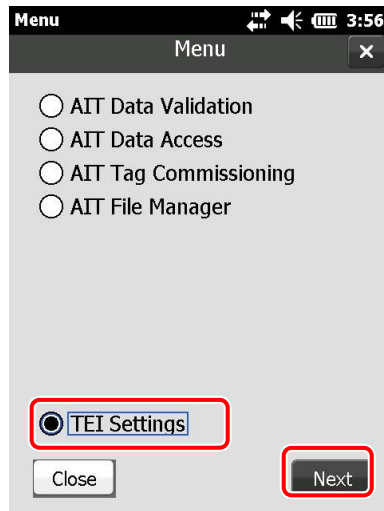 Menu 3:56
Menu
AIT Data Validation
AIT Data Access
AIT Tag Commissioning
AIT File Manager
TEI Settings
Close Next